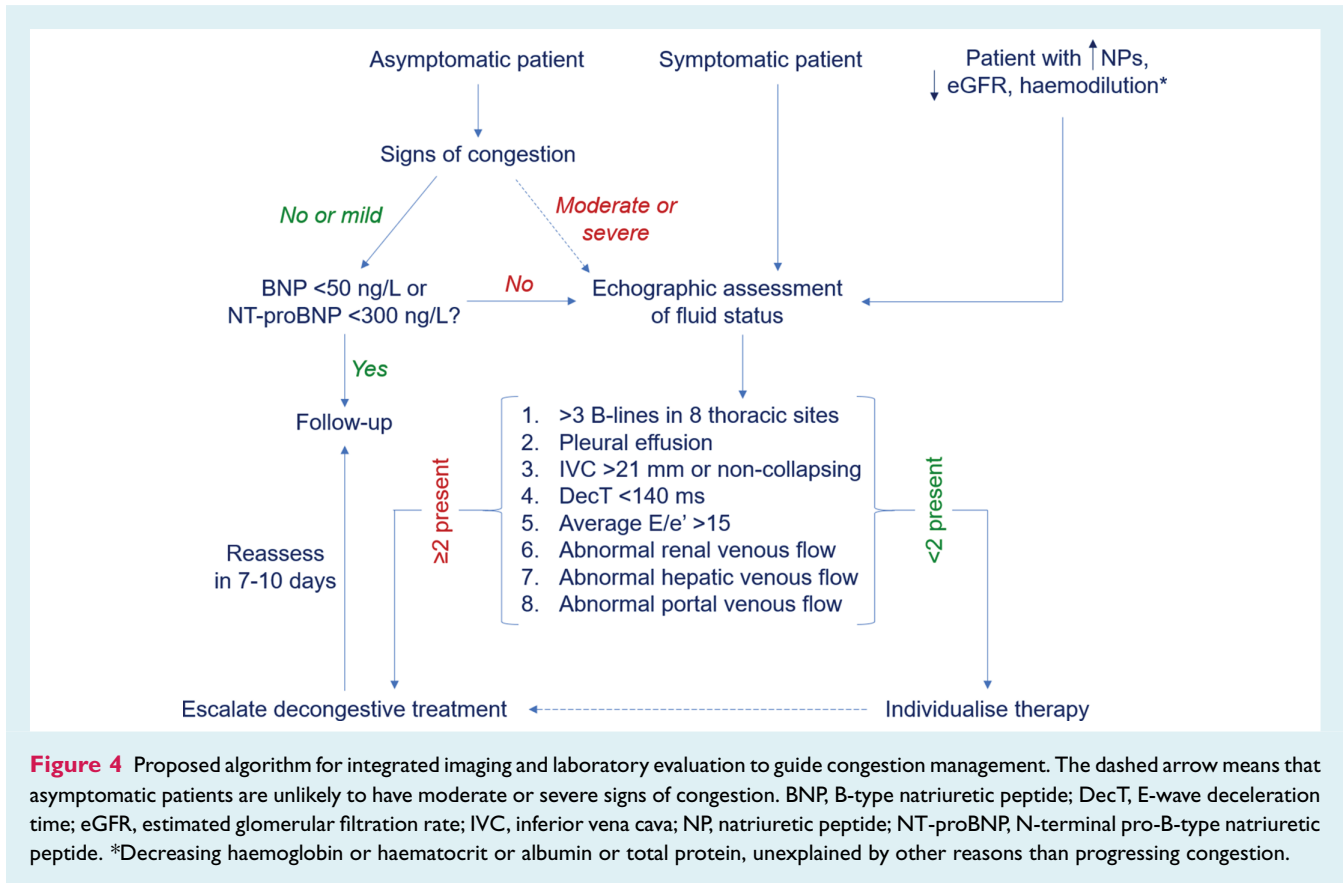 Asymptomatic patient
Symptomatic patient
Patient with ↑ NPs,
↓ eGFR, haemodilution*
Signs of congestion
No or mild
Moderate or
severe
BNP <50 ng/L or
NT-proBNP <300 ng/L?
No
Echographic assessment
of fluid status
Yes
Follow-up
1. >3 B-lines in 8 thoracic sites
2. Pleural effusion
3. IVC >21 mm or non-collapsing
4. DecT <140 ms
5. Average E/e' >15
6. Abnormal renal venous flow
7. Abnormal hepatic venous flow
8. Abnormal portal venous flow
≥2 present
<2 present
Reassess
in 7-10 days
Escalate decongestive treatment
Individualise therapy
Figure 4 Proposed algorithm for integrated imaging and laboratory evaluation to guide congestion management. The dashed arrow means that
asymptomatic patients are unlikely to have moderate or severe signs of congestion. BNP, B-type natriuretic peptide; DecT, E-wave deceleration
time; eGFR, estimated glomerular filtration rate; IVC, inferior vena cava; NP, natriuretic peptide; NT-proBNP, N-terminal pro-B-type natriuretic
peptide. *Decreasing haemoglobin or haematocrit or albumin or total protein, unexplained by other reasons than progressing congestion.